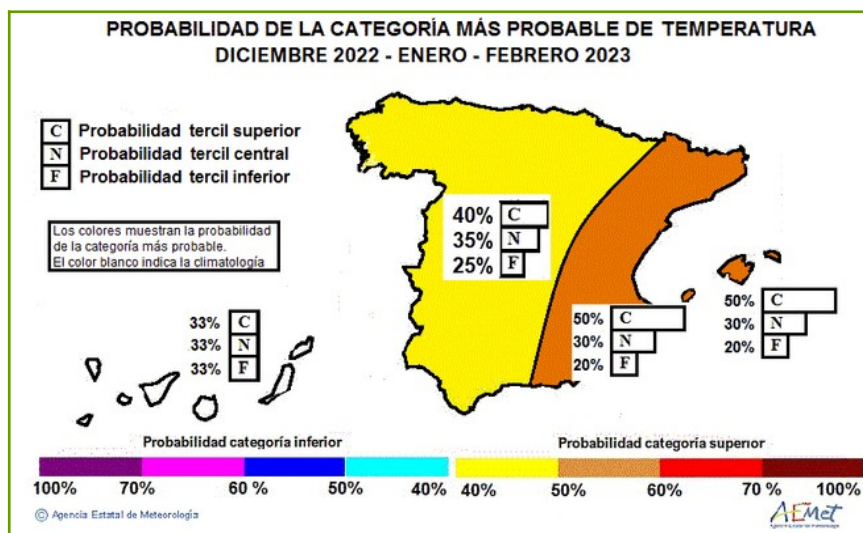 PROBABILIDAD DE LA CATEGORÍA MÁS PROBABLE DE TEMPERATURA
DICIEMBRE 2022 - ENERO - FEBRERO 2023
C Probabilidad tercil superior
N Probabilidad tercil central
F Probabilidad tercil inferior
Los colores muestran la probabilidad
de la categoría más probable.
El color blanco indica la climatología
40% C
35% N
25% F
50% C
30% N
20% F
50% C
30% N
20% F
33% C
33% N
33% F
Probabilidad categoría inferior
Probabilidad categoría superior
100% 70% 60 % 50% 40% 40% 50% 60% 70 % 100%
© Agencia Estatal de Meteorología
AEMet